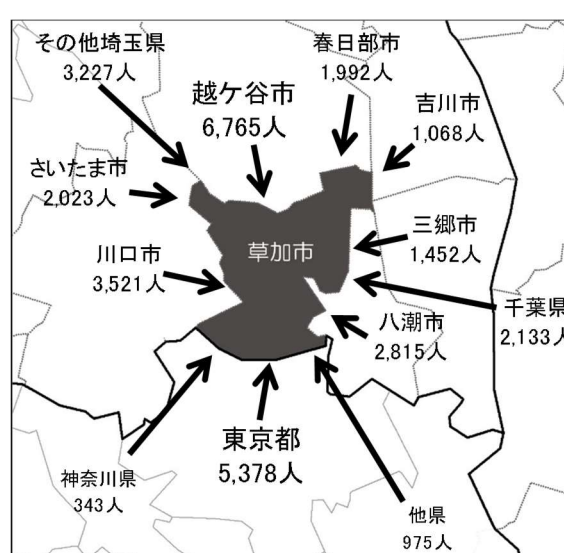 その他埼玉県
3,227人
春日部市
1,992人
越ケ谷市
6,765人
吉川市
1,068人
さいたま市
2,023人
三郷市
1,452人
川口市
3,521人
草加市
千葉県
2,133人
八潮市
2,815人
東京都
5,378人
神奈川県
343人
他県
975人